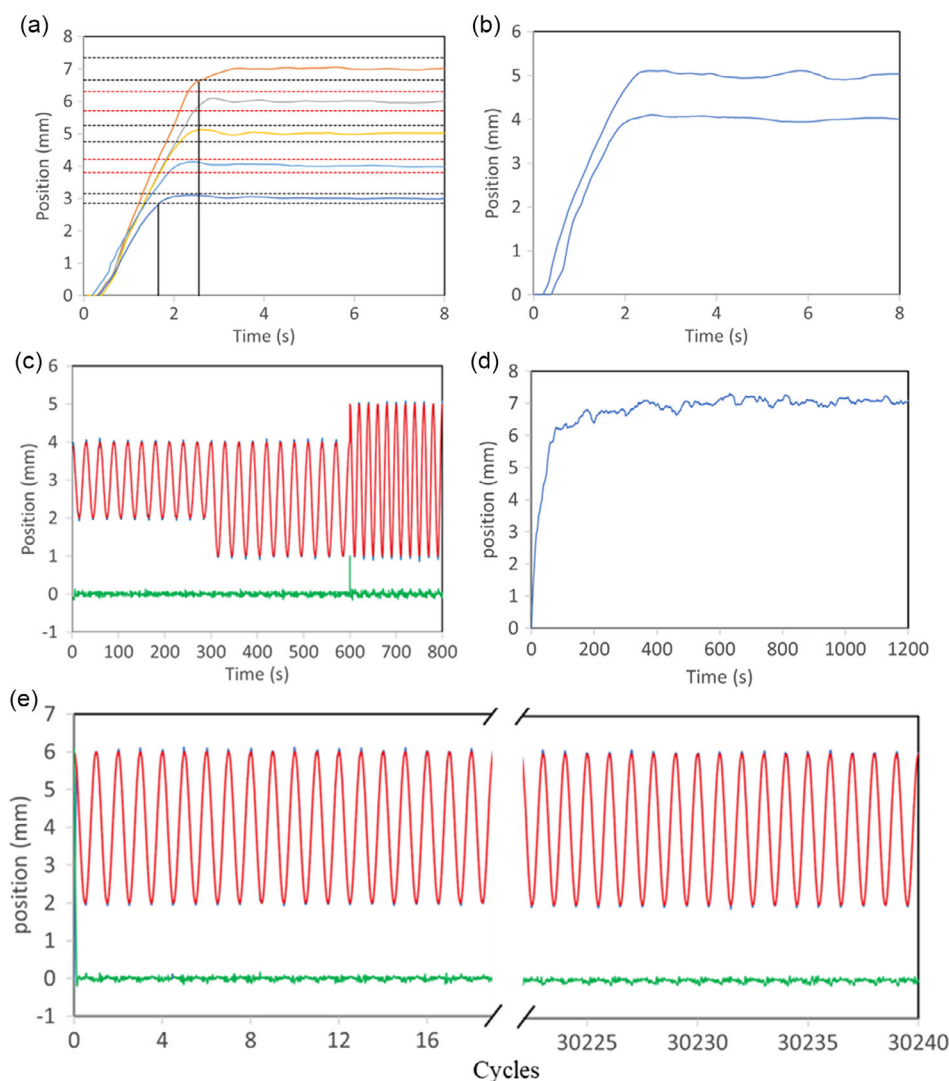 (a)
Position (mm)
8
7
6
5
4
3
2
1
0
0 2 4 6 8
Time (s)
(b)
Position (mm)
6
5
4
3
2
1
0
0 2 4 6 8
Time (s)
(c)
Position (mm)
6
5
4
3
2
1
0
-1
0 100 200 300 400 500 600 700 800
Time (s)
(d)
position (mm)
8
7
6
5
4
3
2
1
0
0 200 400 600 800 1000 1200
Time (s)
(e)
position (mm)
7
6
5
4
3
2
1
0
-1
0 4 8 12 16 30225 30230 30235 30240
Cycles